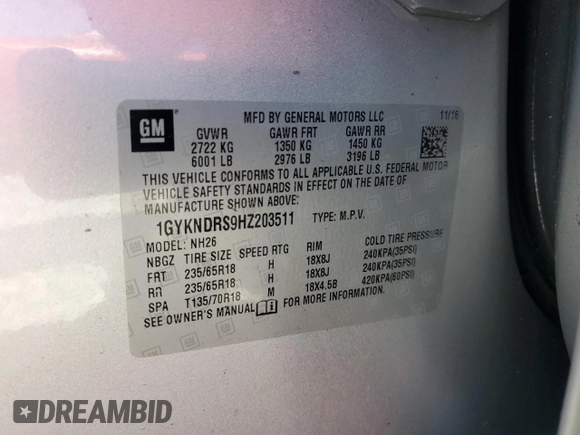 GM
MFD BY GENERAL MOTORS LLC 11/16
GVWR GAWR FRT GAWR RR
2722 KG 1350 KG 1450 KG
6001 LB 2976 LB 3196 LB
THIS VEHICLE CONFORMS TO ALL APPLICABLE U.S. FEDERAL MOTOR
VEHICLE SAFETY STANDARDS IN EFFECT ON THE DATE OF
MANUFACTURE SHOWN ABOVE:
1GYKNDRS9HZ203511 TYPE: M.P.V.
MODEL: NH26
NBGZ TIRE SIZE SPEED RTG RIM COLD TIRE PRESSURE
FRT 235/65R18 H 18X8J 240KPA(35PSI)
RR 235/65R18 H 18X8J 240KPA(35PSI)
SPA T135/70R18 M 18X4.5B 420KPA(60PSI)
SEE OWNER'S MANUAL FOR MORE INFORMATION.
DREAMBID